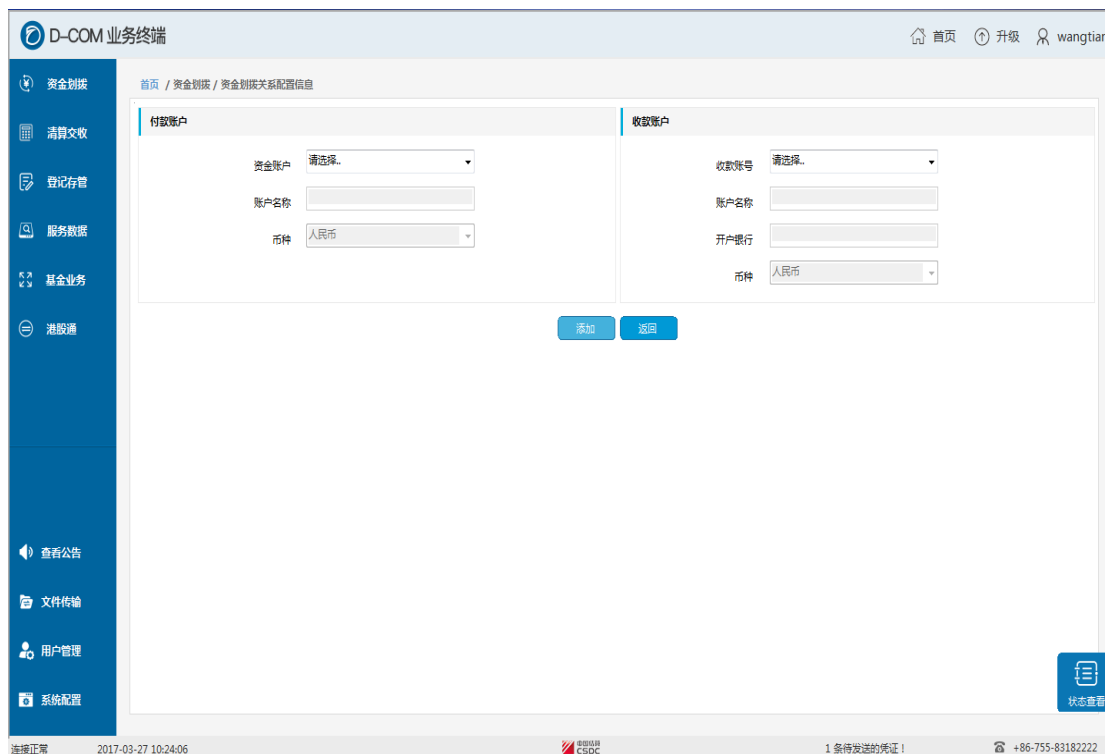 D-COM 业务终端
首页 升级 wangtian
资金划拨
清算交收
登记存管
服务数据
基金业务
港股通
查看公告
文件传输
用户管理
系统配置
首页 / 资金划拨 / 资金划拨关系配置信息
付款账户
资金账户 请选择..
账户名称
币种 人民币
收款账户
收款账号 请选择..
账户名称
开户银行
币种 人民币
添加 返回
状态查看
连接正常 2017-03-27 10:24:06 中国结算 CSDC 1 条待发送的凭证！ +86-755-83182222